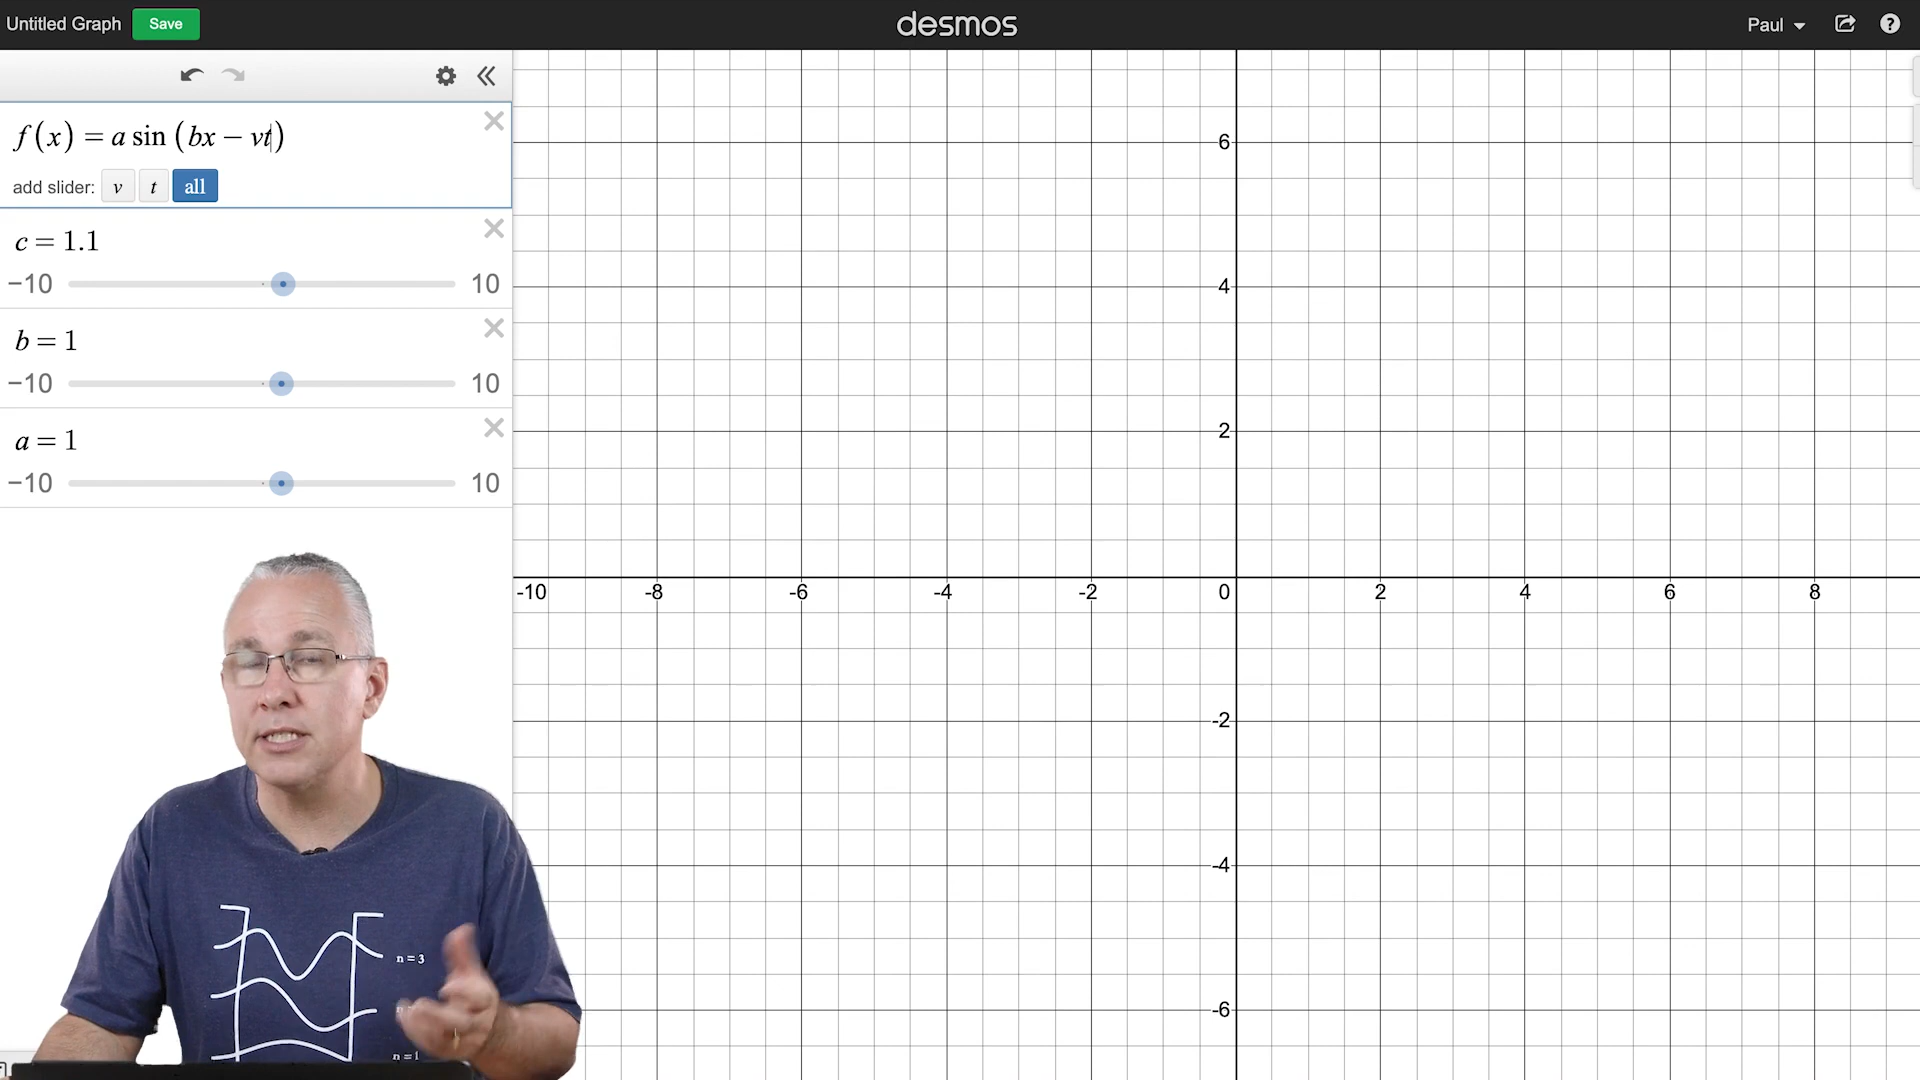 Untitled Graph Save desmos Paul
f(x) = a sin (bx − vt)
add slider: v t all
c = 1.1
−10 10
b = 1
−10 10
a = 1
−10 10
6
4
2
-10 -8 -6 -4 -2 0 2 4 6 8
-2
-4
-6
n = 3
n = 1